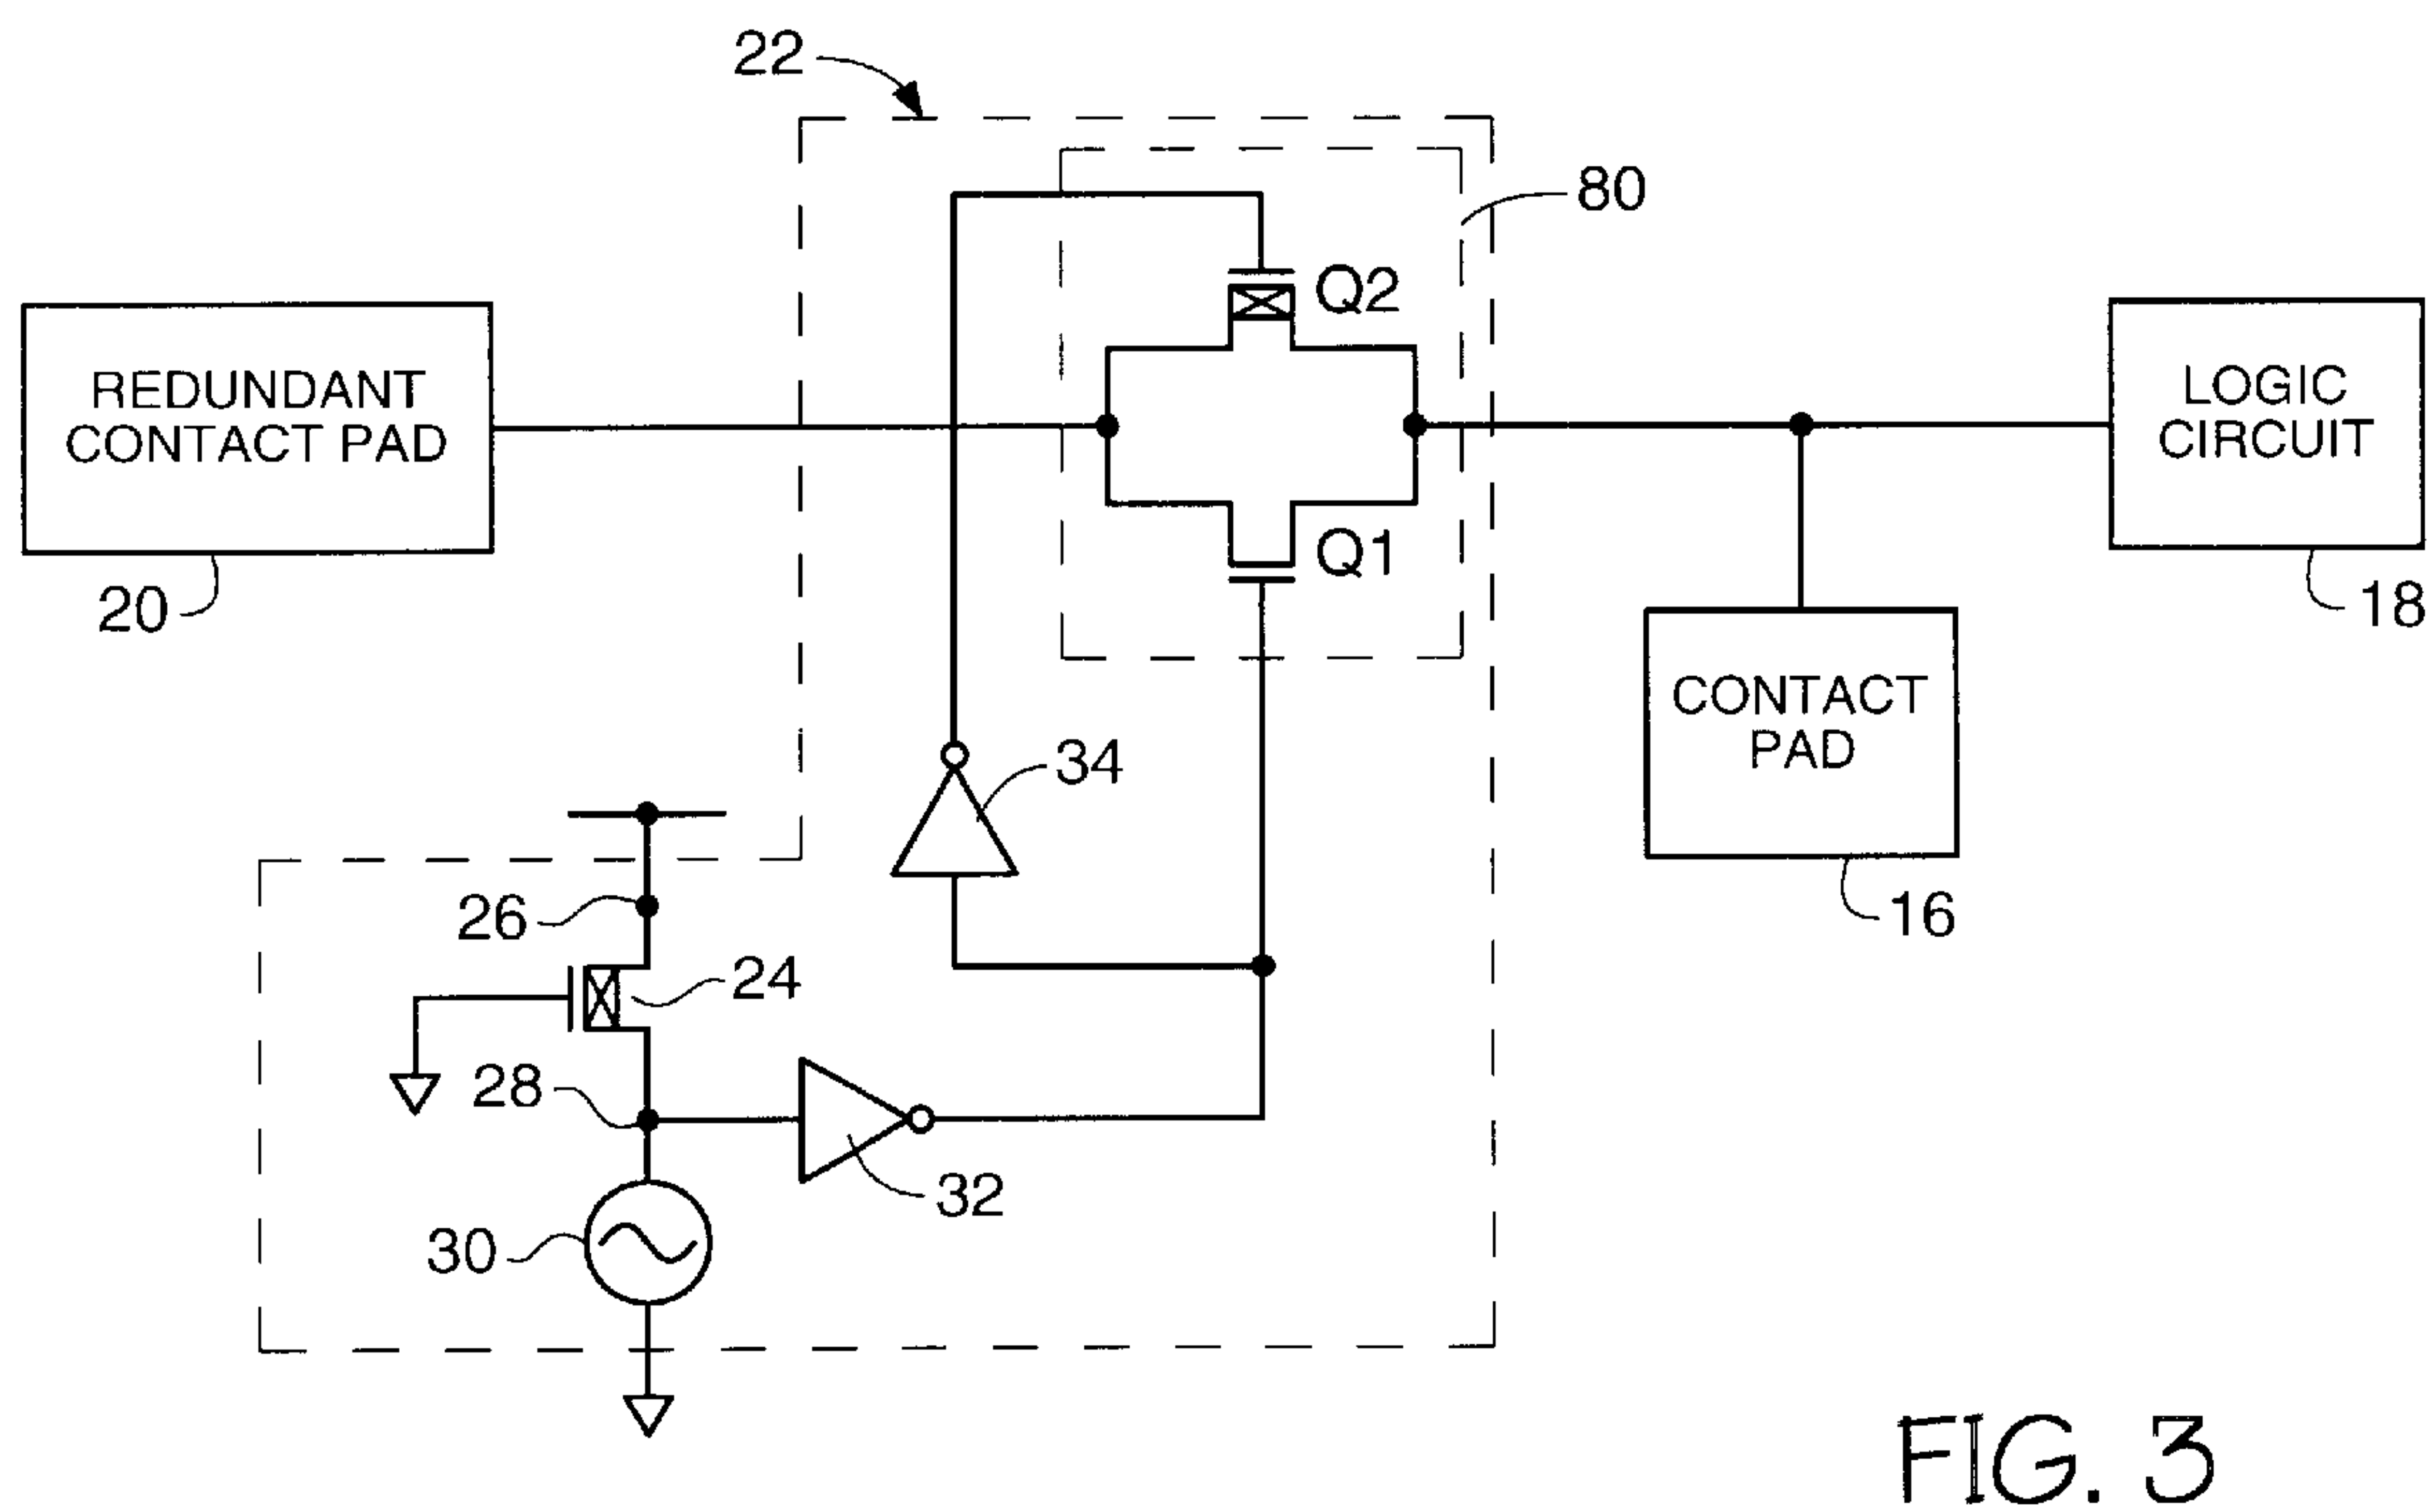 22
80
Q2
REDUNDANT
CONTACT PAD
LOGIC
CIRCUIT
Q1
20
18
CONTACT
PAD
34
26
16
24
28
32
30
FIG. 3